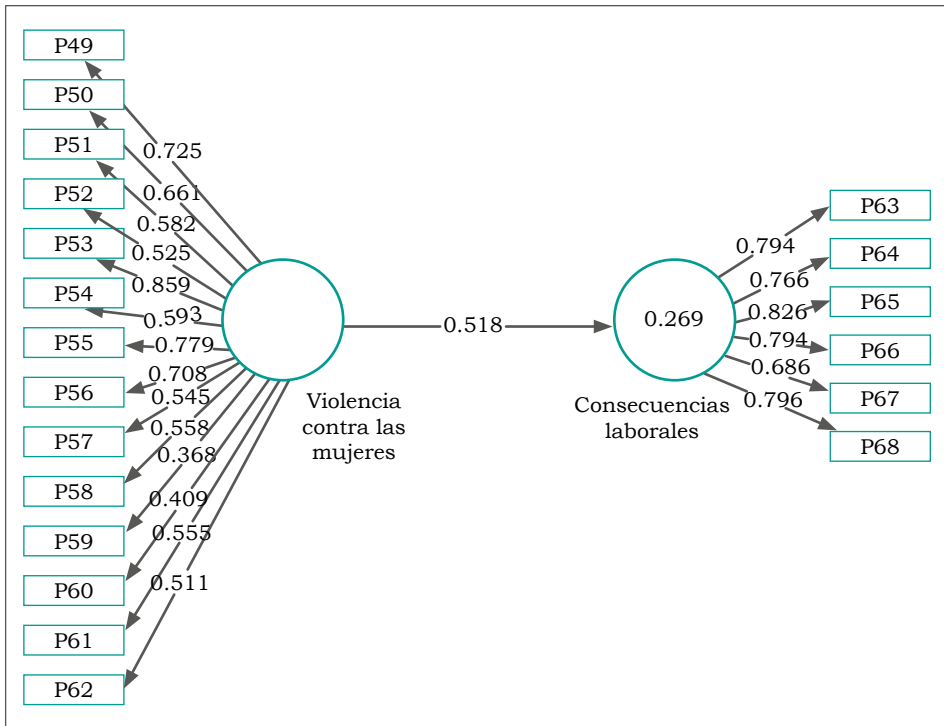 P49
P50
P51
P52
P53
P54
P55
P56
P57
P58
P59
P60
P61
P62
0.725
0.661
0.582
0.525
0.859
0.593
0.779
0.708
0.545
0.558
0.368
0.409
0.555
0.511
Violencia
contra las
mujeres
0.518
0.269
Consecuencias
laborales
0.794
0.766
0.826
0.794
0.686
0.796
P63
P64
P65
P66
P67
P68